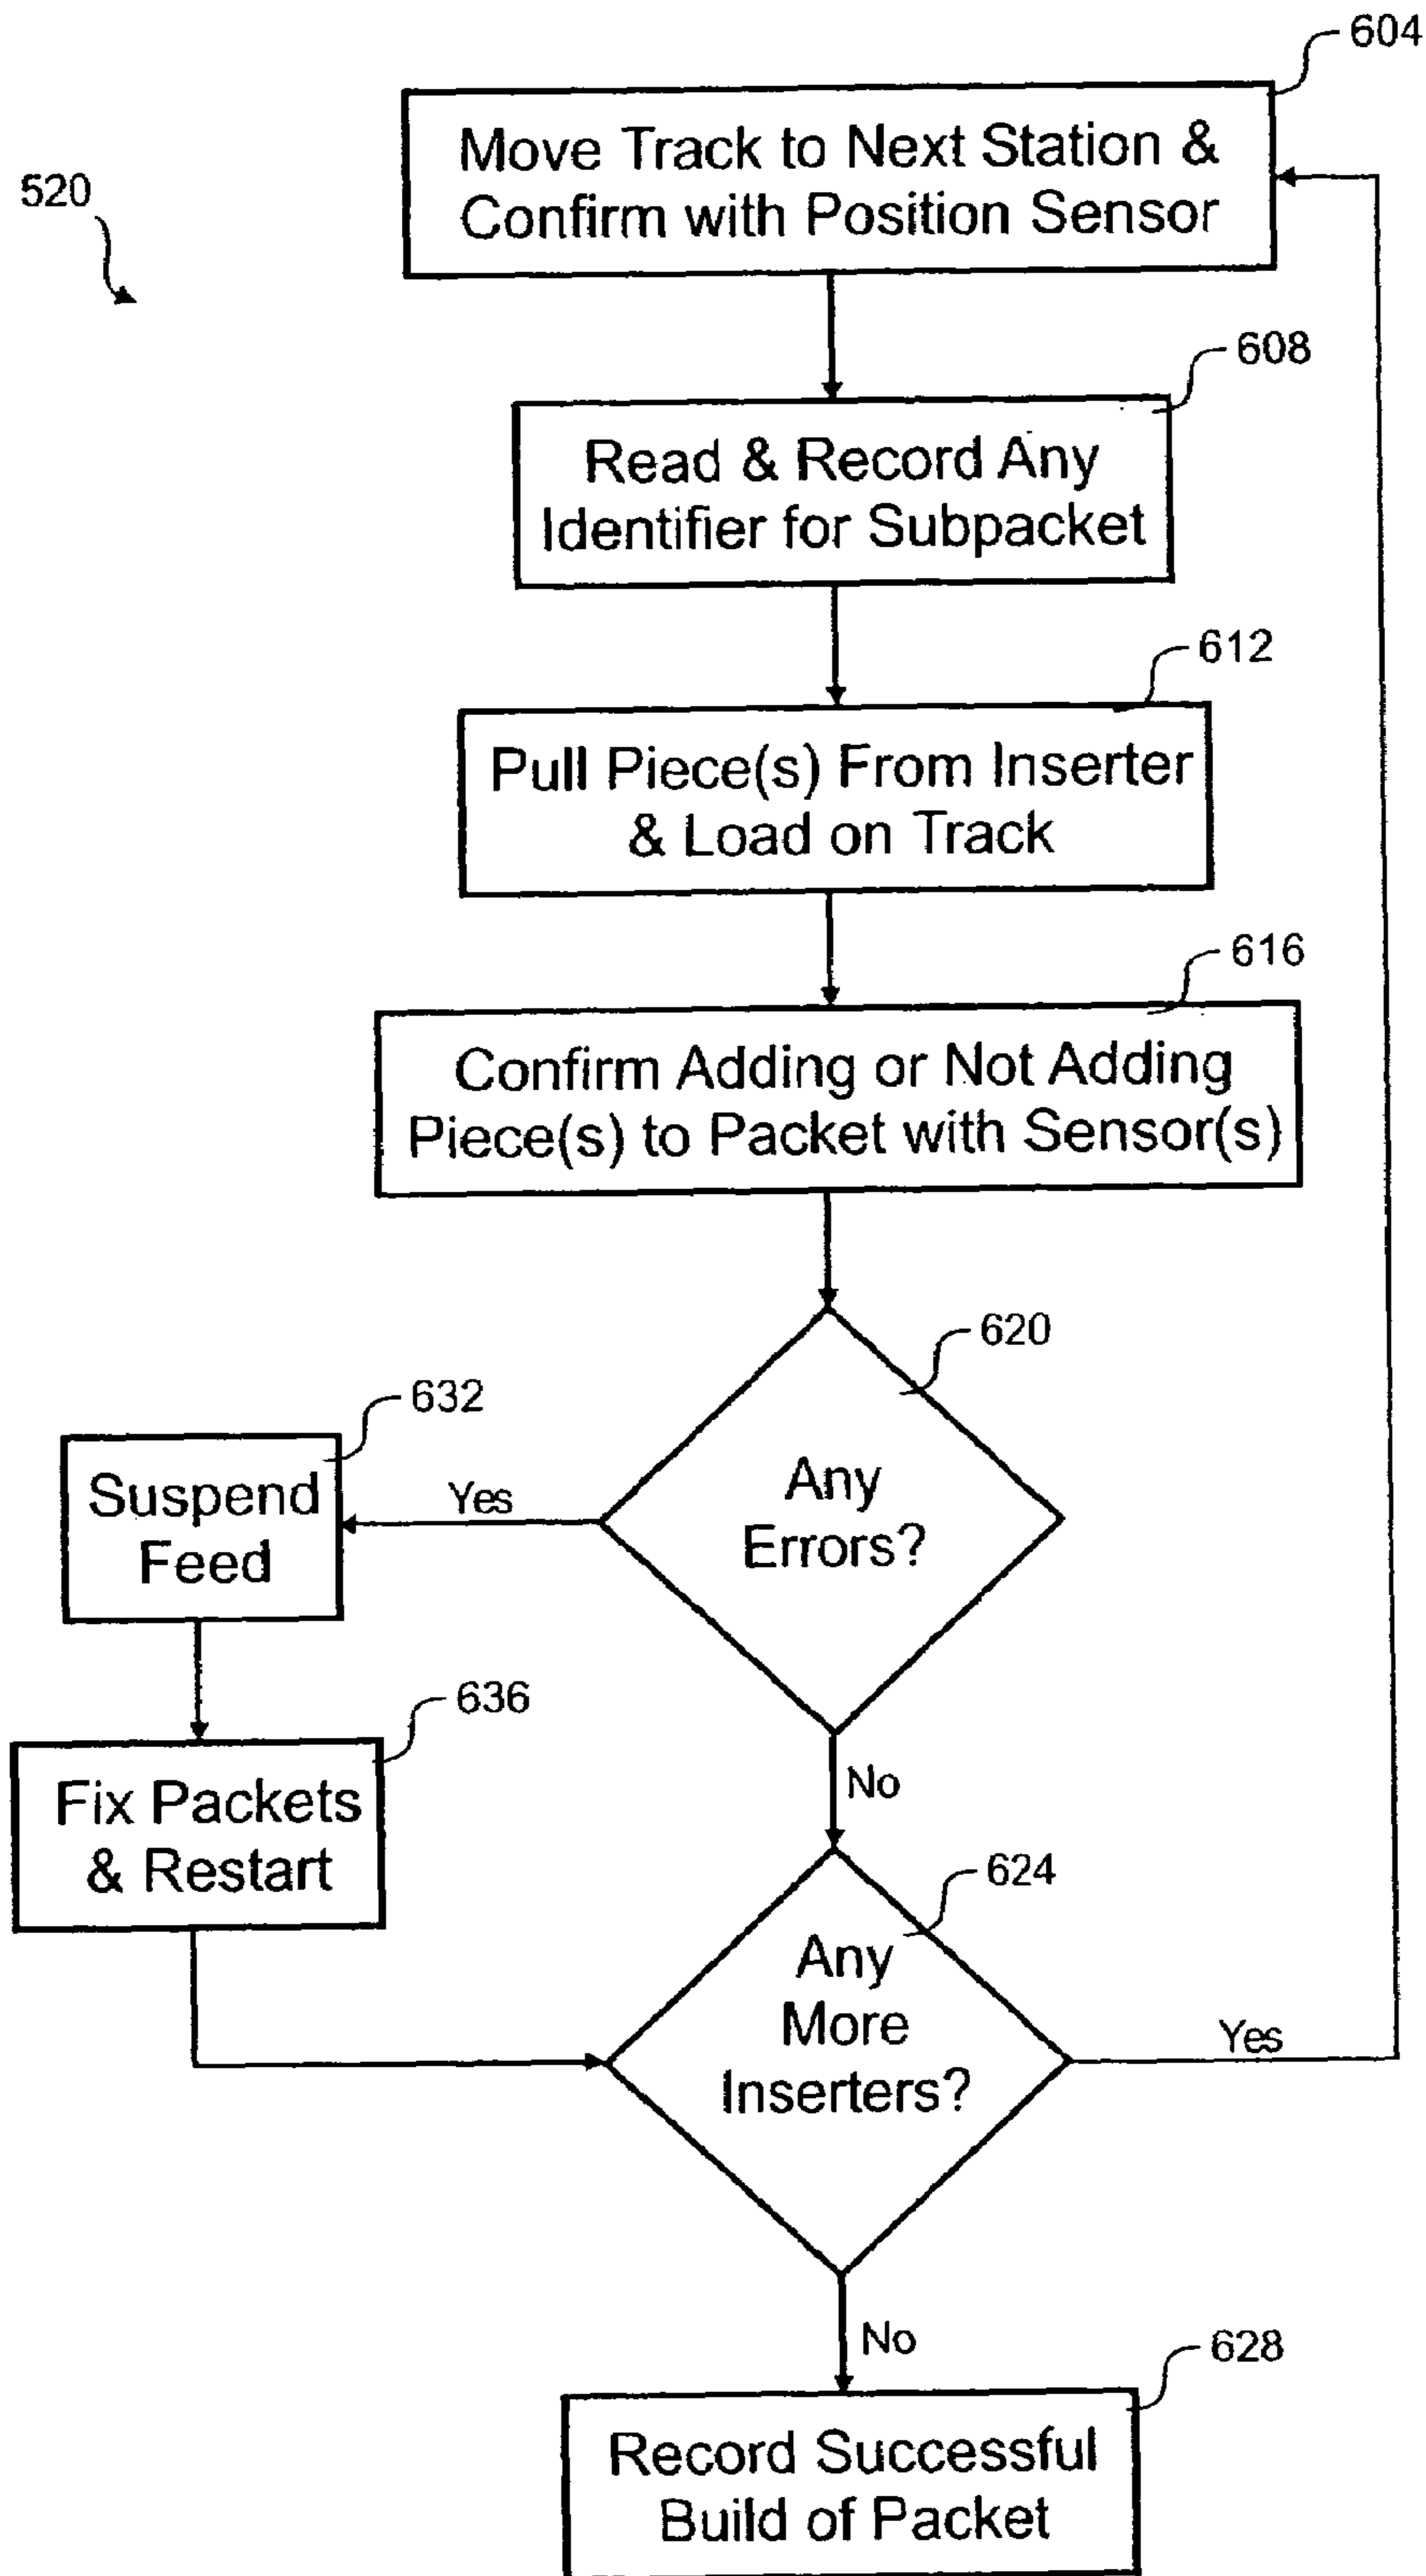 604
Move Track to Next Station &
Confirm with Position Sensor
520
608
Read & Record Any
Identifier for Subpacket
612
Pull Piece(s) From Inserter
& Load on Track
616
Confirm Adding or Not Adding
Piece(s) to Packet with Sensor(s)
620
Any
Errors?
Yes
632
Suspend
Feed
636
Fix Packets
& Restart
No
624
Any
More
Inserters?
Yes
No
628
Record Successful
Build of Packet